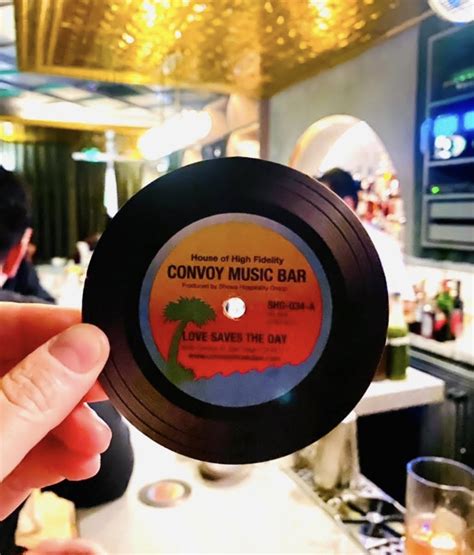 House of High Fidelity
CONVOY MUSIC BAR
Produced by Showa Hospitality Group
SHG-034-A
LOVE SAVES THE DAY